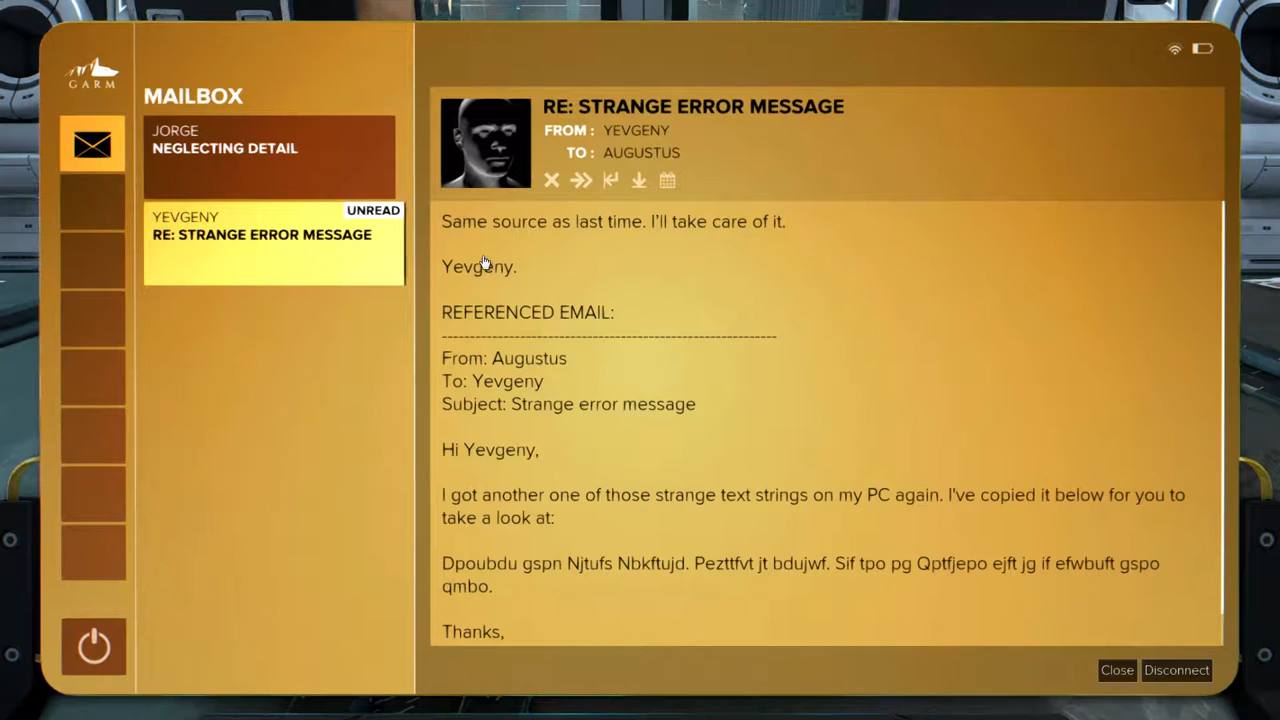 GARM
MAILBOX
JORGE
NEGLECTING DETAIL
UNREAD
YEVGENY
RE: STRANGE ERROR MESSAGE
RE: STRANGE ERROR MESSAGE
FROM : YEVGENY
TO : AUGUSTUS
Same source as last time. I'll take care of it.
Yevgeny.
REFERENCED EMAIL:
------------------------------------------------------------
From: Augustus
To: Yevgeny
Subject: Strange error message
Hi Yevgeny,
I got another one of those strange text strings on my PC again. I've copied it below for you to
take a look at:
Dpoubdu gspn Njtufs Nbkftujd. Pezttfvt jt bdujwf. Sif tpo pg Qptfjepo ejft jg if efwbuft gspo
qmbo.
Thanks,
Close
Disconnect